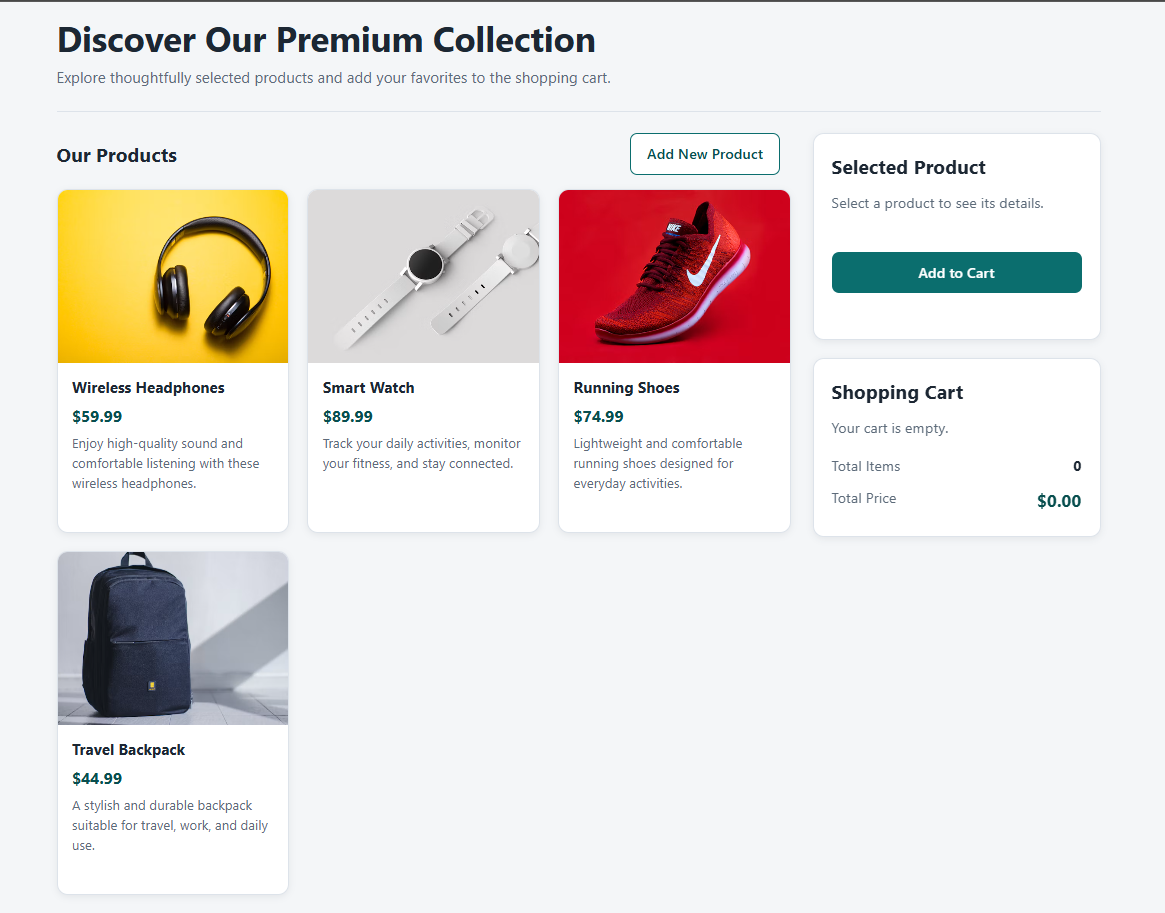 Discover Our Premium Collection
Explore thoughtfully selected products and add your favorites to the shopping cart.
Our Products
Add New Product
NIKE
Wireless Headphones
$59.99
Enjoy high-quality sound and
comfortable listening with these
wireless headphones.
Smart Watch
$89.99
Track your daily activities, monitor
your fitness, and stay connected.
Running Shoes
$74.99
Lightweight and comfortable
running shoes designed for
everyday activities.
Travel Backpack
$44.99
A stylish and durable backpack
suitable for travel, work, and daily
use.
Selected Product
Select a product to see its details.
Add to Cart
Shopping Cart
Your cart is empty.
Total Items
0
Total Price
$0.00